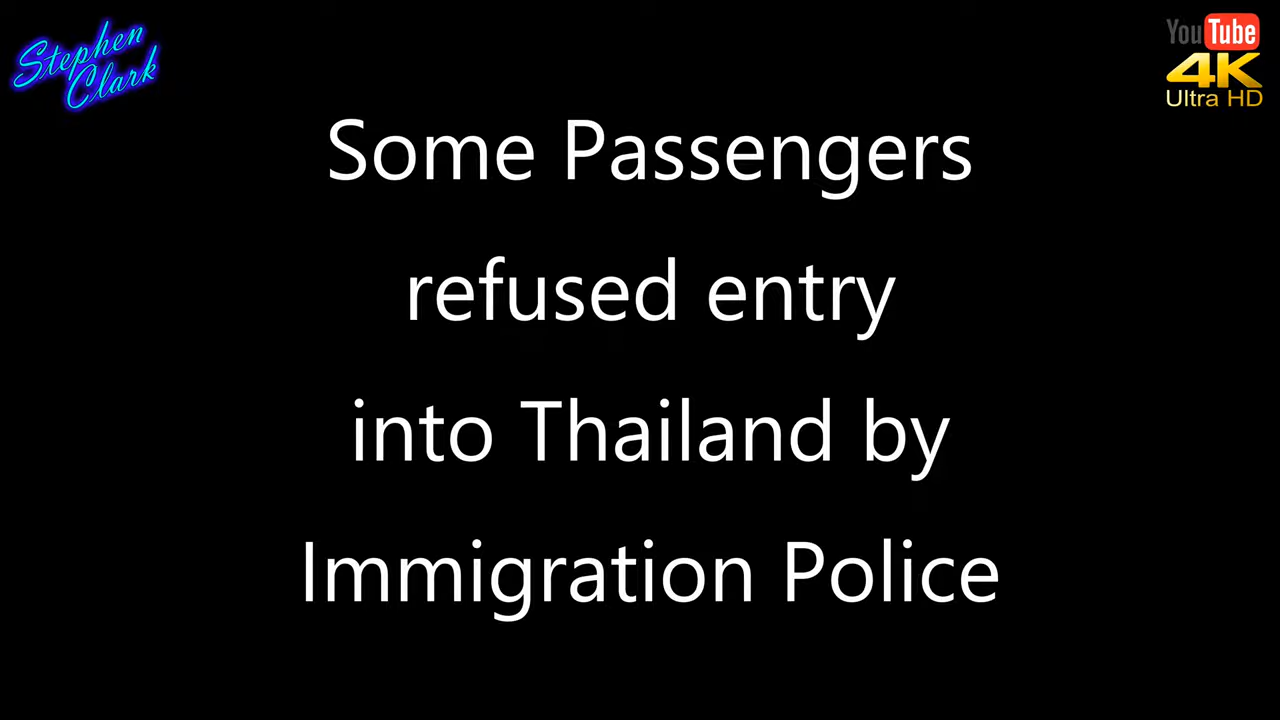 Stephen
Clark
YouTube
4K
Ultra HD
Some Passengers
refused entry
into Thailand by
Immigration Police